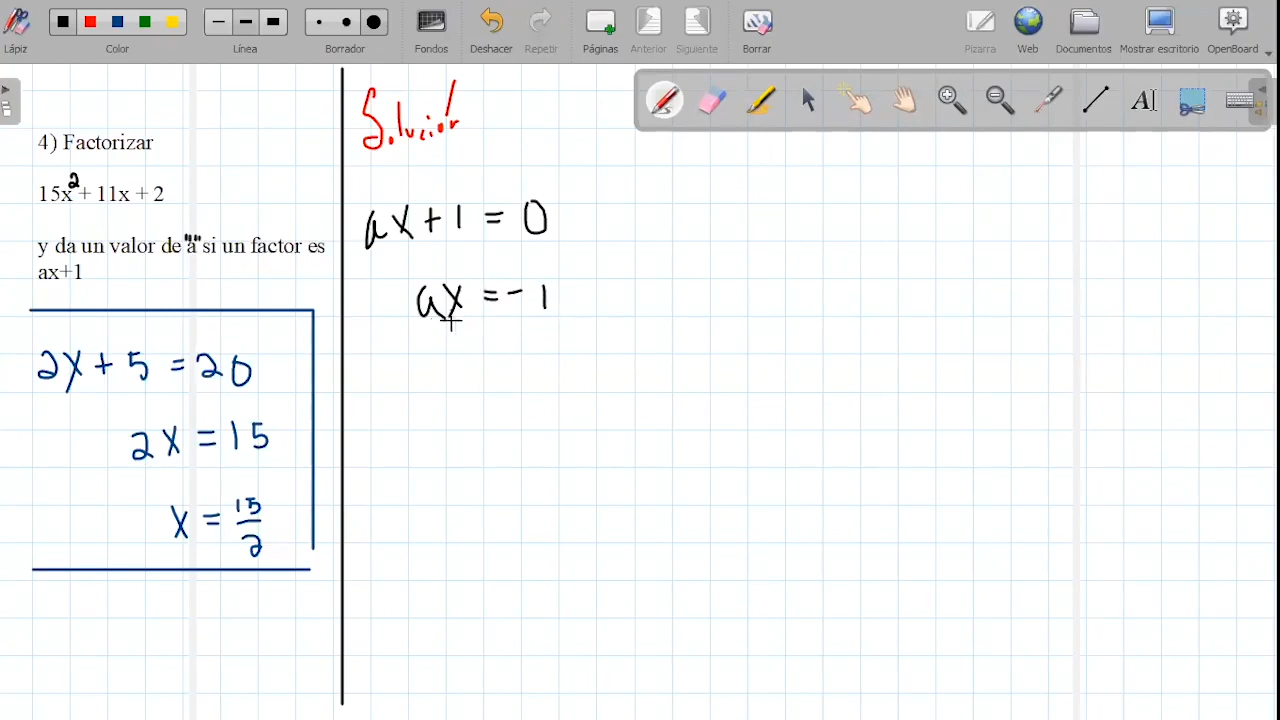 Lápiz Color Línea Borrador Fondos Deshacer Repetir Páginas Anterior Siguiente Borrar Pizarra Web Documentos Mostrar escritorio OpenBoard
4) Factorizar
15x² + 11x + 2
y da un valor de "a" si un factor es
ax+1
2x + 5 = 20
2x = 15
x = 15/2
Solución
ax + 1 = 0
ax = - 1